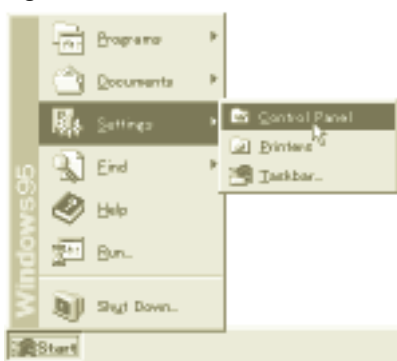 Programs
Documents
Settings
Control Panel
Printers
Taskbar...
Find
Help
Run...
Shut Down...
Windows95
Start